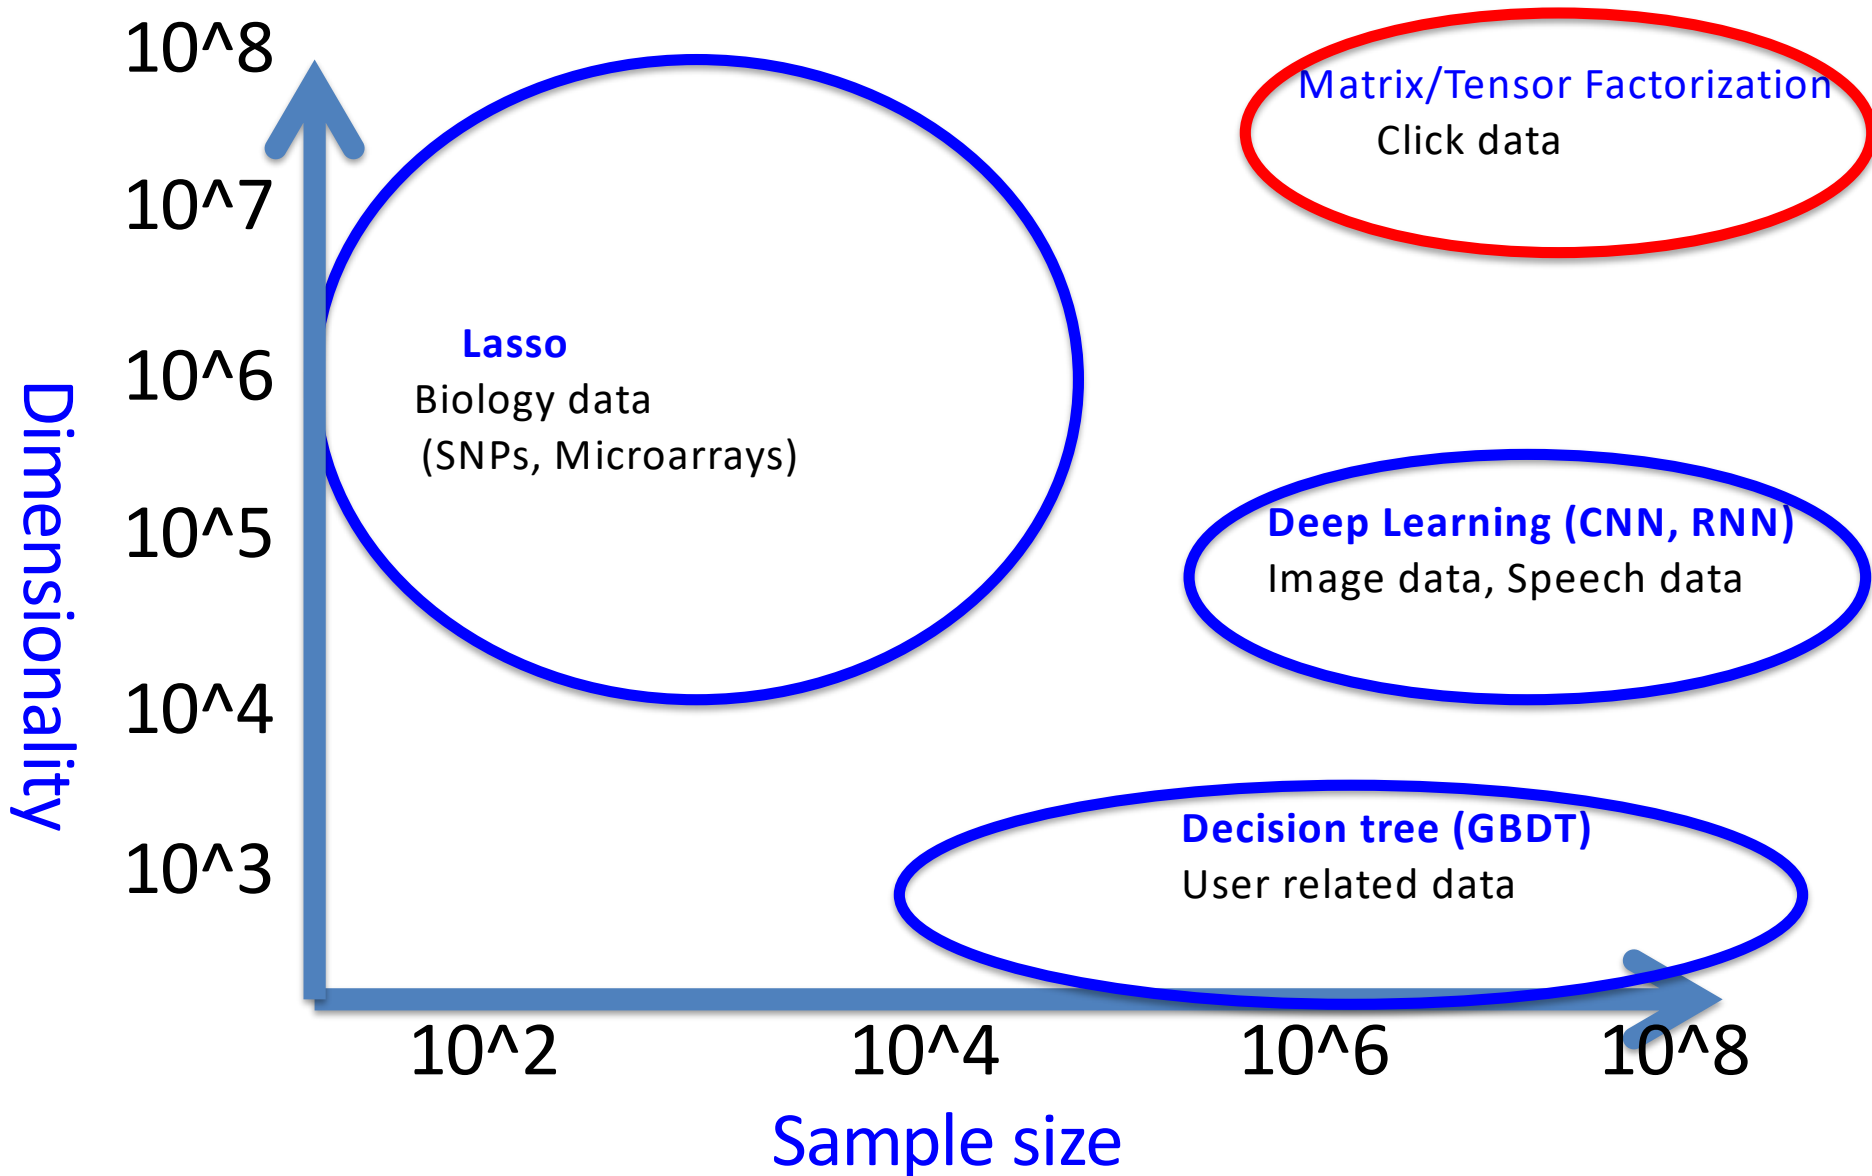 10^8
10^7
10^6
10^5
10^4
10^3
Dimensionality
Matrix/Tensor Factorization
Click data
Lasso
Biology data
(SNPs, Microarrays)
Deep Learning (CNN, RNN)
Image data, Speech data
Decision tree (GBDT)
User related data
10^2
10^4
10^6
10^8
Sample size